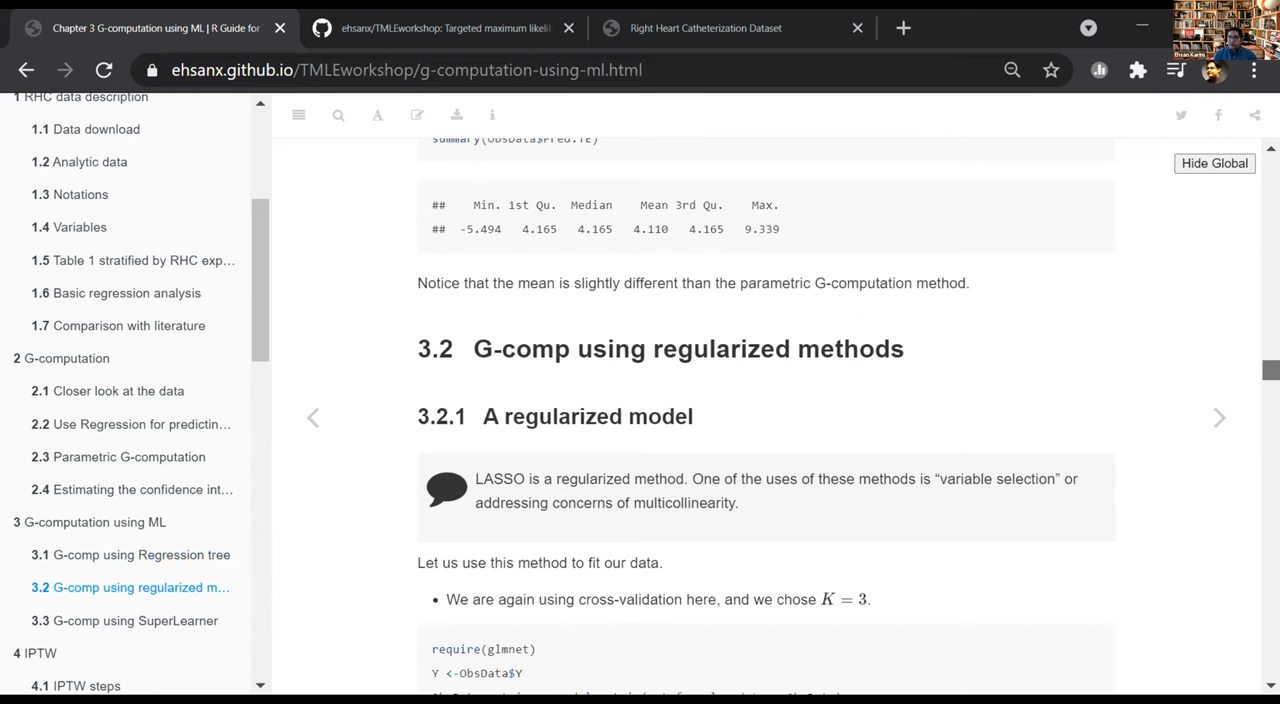 Chapter 3 G-computation using ML | R Guide for
ehsanx/TMLEworkshop: Targeted maximum likeli
Right Heart Catheterization Dataset
Ehsan Karim
ehsanx.github.io/TMLEworkshop/g-computation-using-ml.html
1 RHC data description
1.1 Data download
1.2 Analytic data
1.3 Notations
1.4 Variables
1.5 Table 1 stratified by RHC exp…
1.6 Basic regression analysis
1.7 Comparison with literature
2 G-computation
2.1 Closer look at the data
2.2 Use Regression for predictin…
2.3 Parametric G-computation
2.4 Estimating the confidence int…
3 G-computation using ML
3.1 G-comp using Regression tree
3.2 G-comp using regularized m…
3.3 G-comp using SuperLearner
4 IPTW
4.1 IPTW steps
summary(ObsData$Pred.TE)
Hide Global
## Min. 1st Qu. Median Mean 3rd Qu. Max.
## -5.494 4.165 4.165 4.110 4.165 9.339
Notice that the mean is slightly different than the parametric G-computation method.
3.2 G-comp using regularized methods
3.2.1 A regularized model
LASSO is a regularized method. One of the uses of these methods is “variable selection” or
addressing concerns of multicollinearity.
Let us use this method to fit our data.
• We are again using cross-validation here, and we chose K = 3.
require(glmnet)
Y <-ObsData$Y